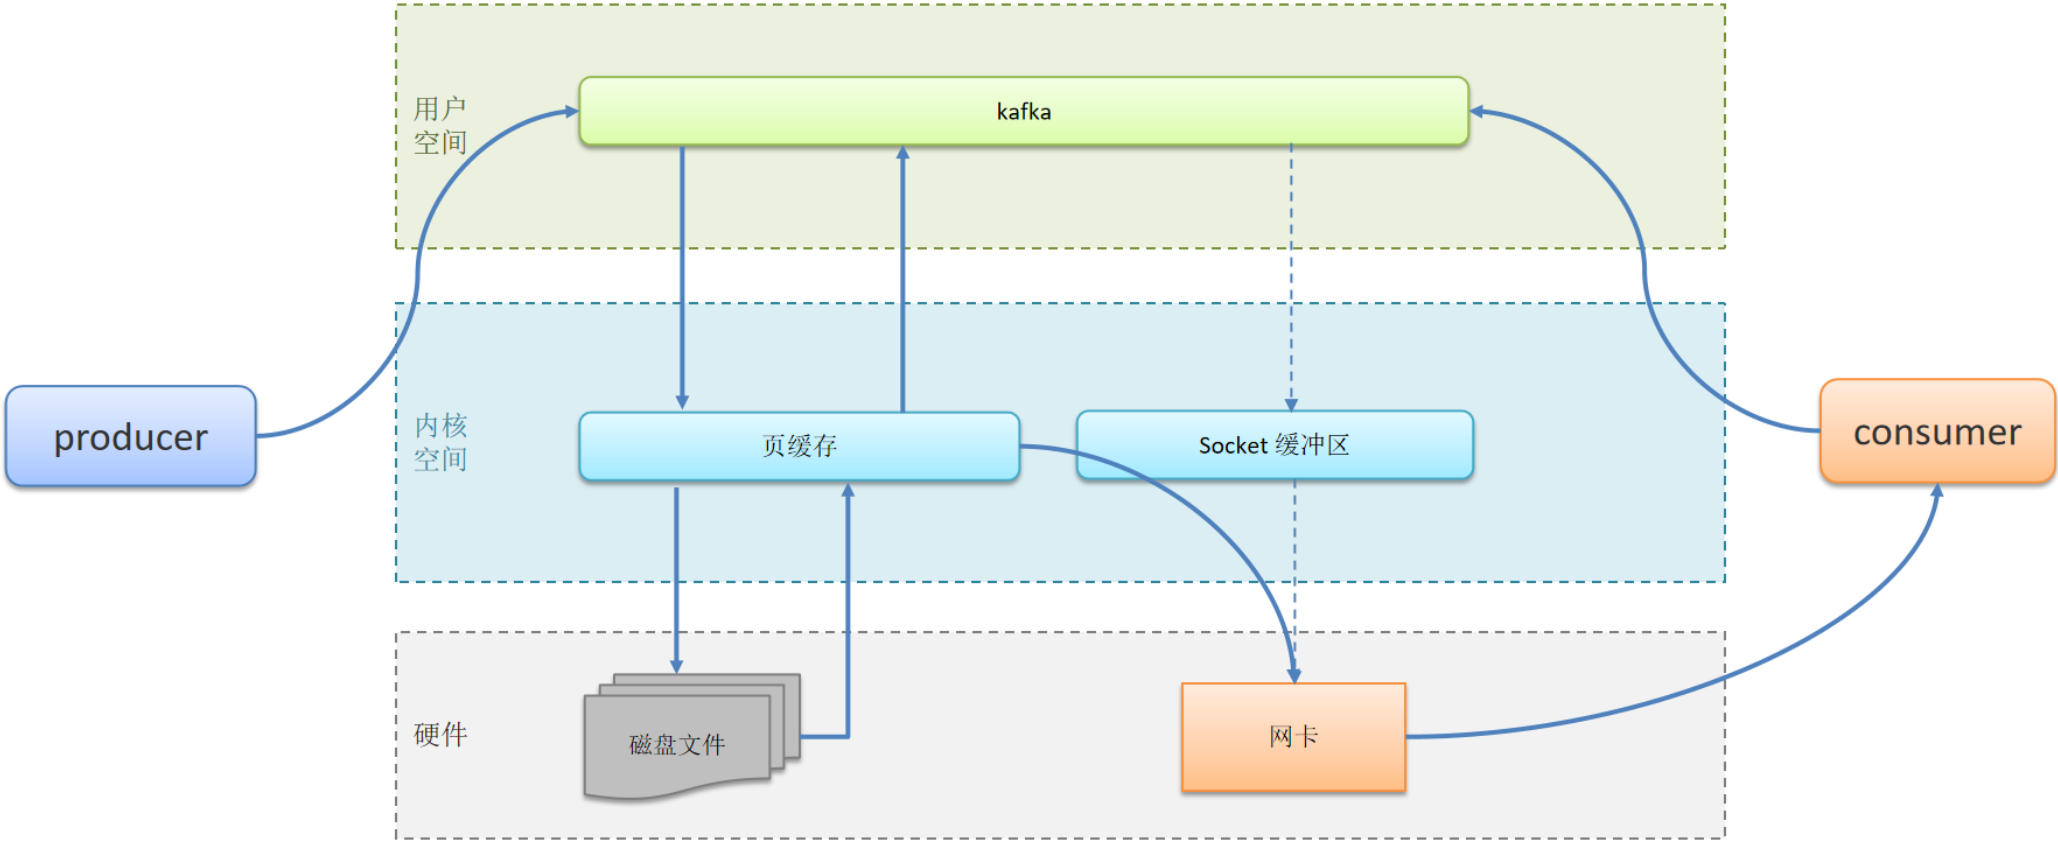 用户
空间
kafka
producer
内核
空间
页缓存
Socket 缓冲区
consumer
硬件
磁盘文件
网卡